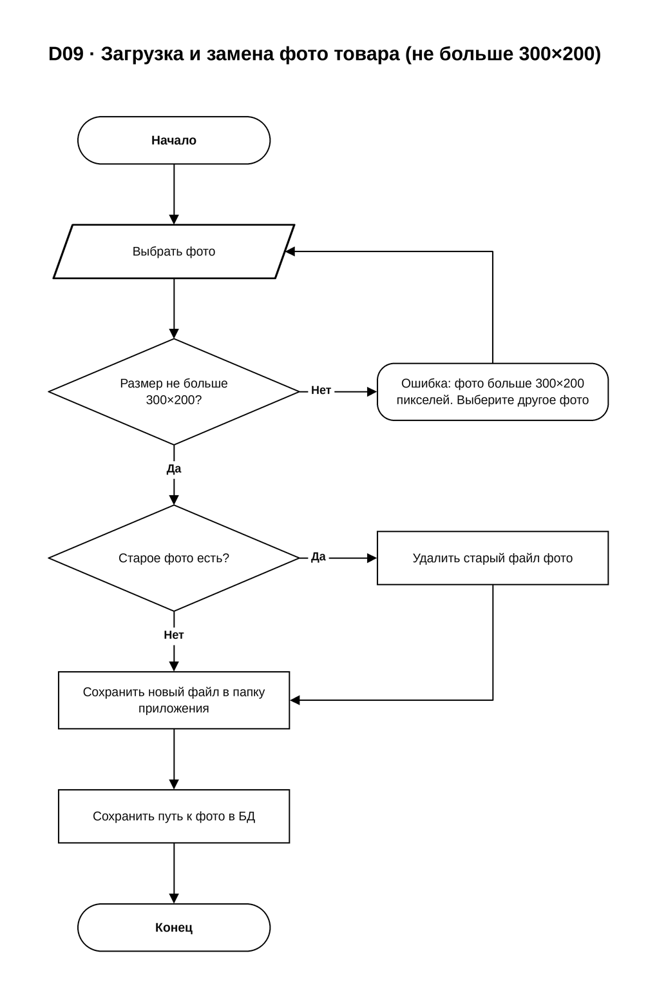 D09 · Загрузка и замена фото товара (не больше 300×200)
Начало
Выбрать фото
Размер не больше
300×200?
Нет
Ошибка: фото больше 300×200
пикселей. Выберите другое фото
Да
Старое фото есть?
Да
Удалить старый файл фото
Нет
Сохранить новый файл в папку
приложения
Сохранить путь к фото в БД
Конец